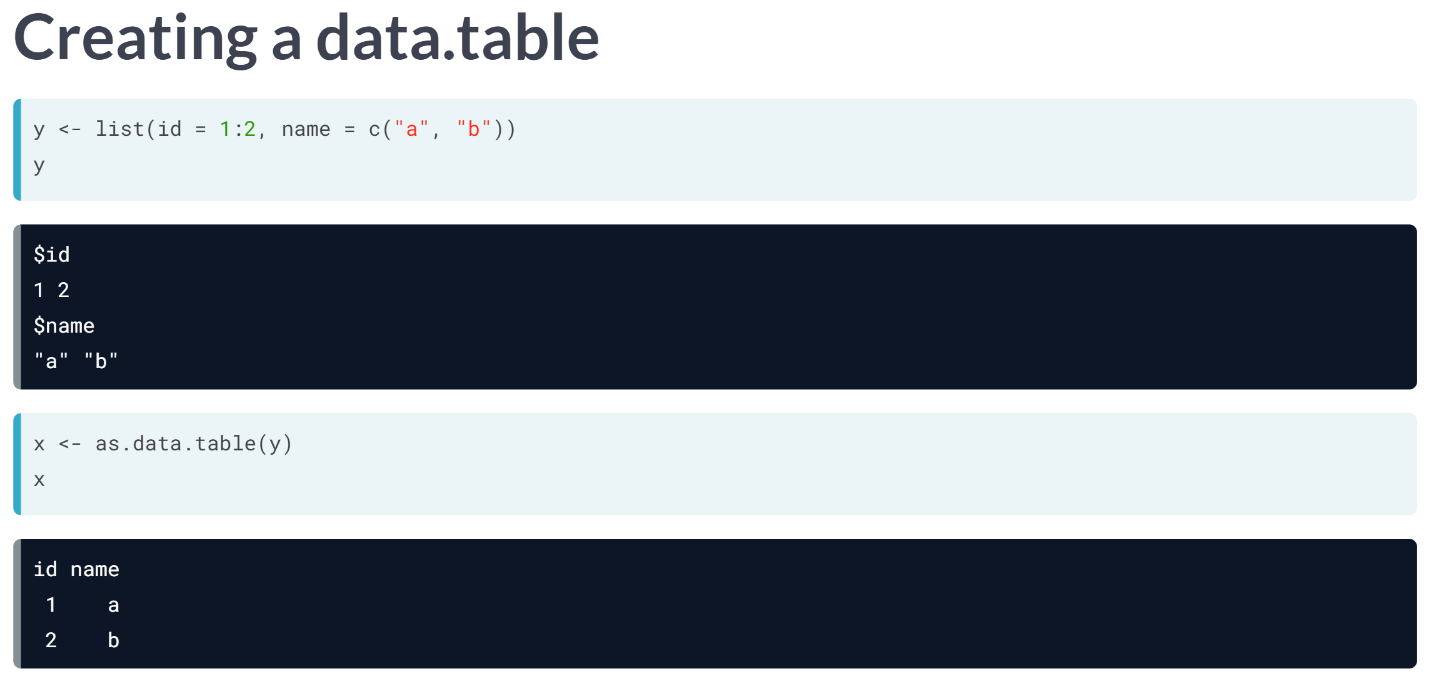 Creating a data.table
y <- list(id = 1:2, name = c("a", "b"))
y
$id
1 2
$name
"a" "b"
x <- as.data.table(y)
x
id name
 1    a
 2    b